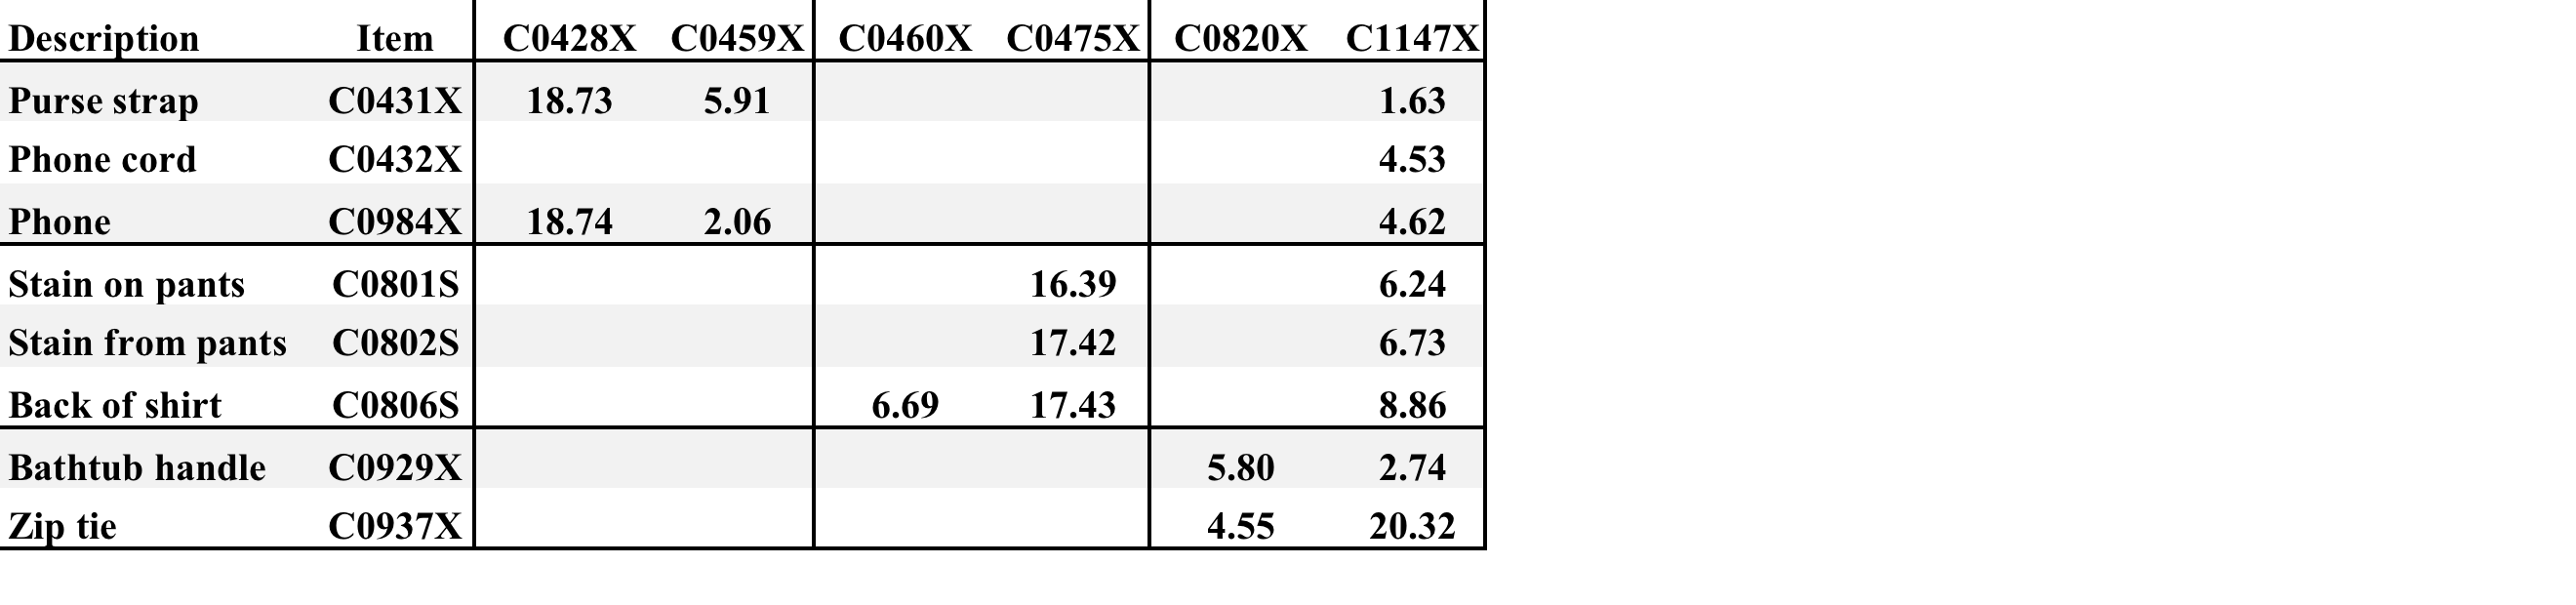 Description Item C0428X C0459X C0460X C0475X C0820X C1147X
Purse strap C0431X 18.73 5.91 1.63
Phone cord C0432X 4.53
Phone C0984X 18.74 2.06 4.62
Stain on pants C0801S 16.39 6.24
Stain from pants C0802S 17.42 6.73
Back of shirt C0806S 6.69 17.43 8.86
Bathtub handle C0929X 5.80 2.74
Zip tie C0937X 4.55 20.32